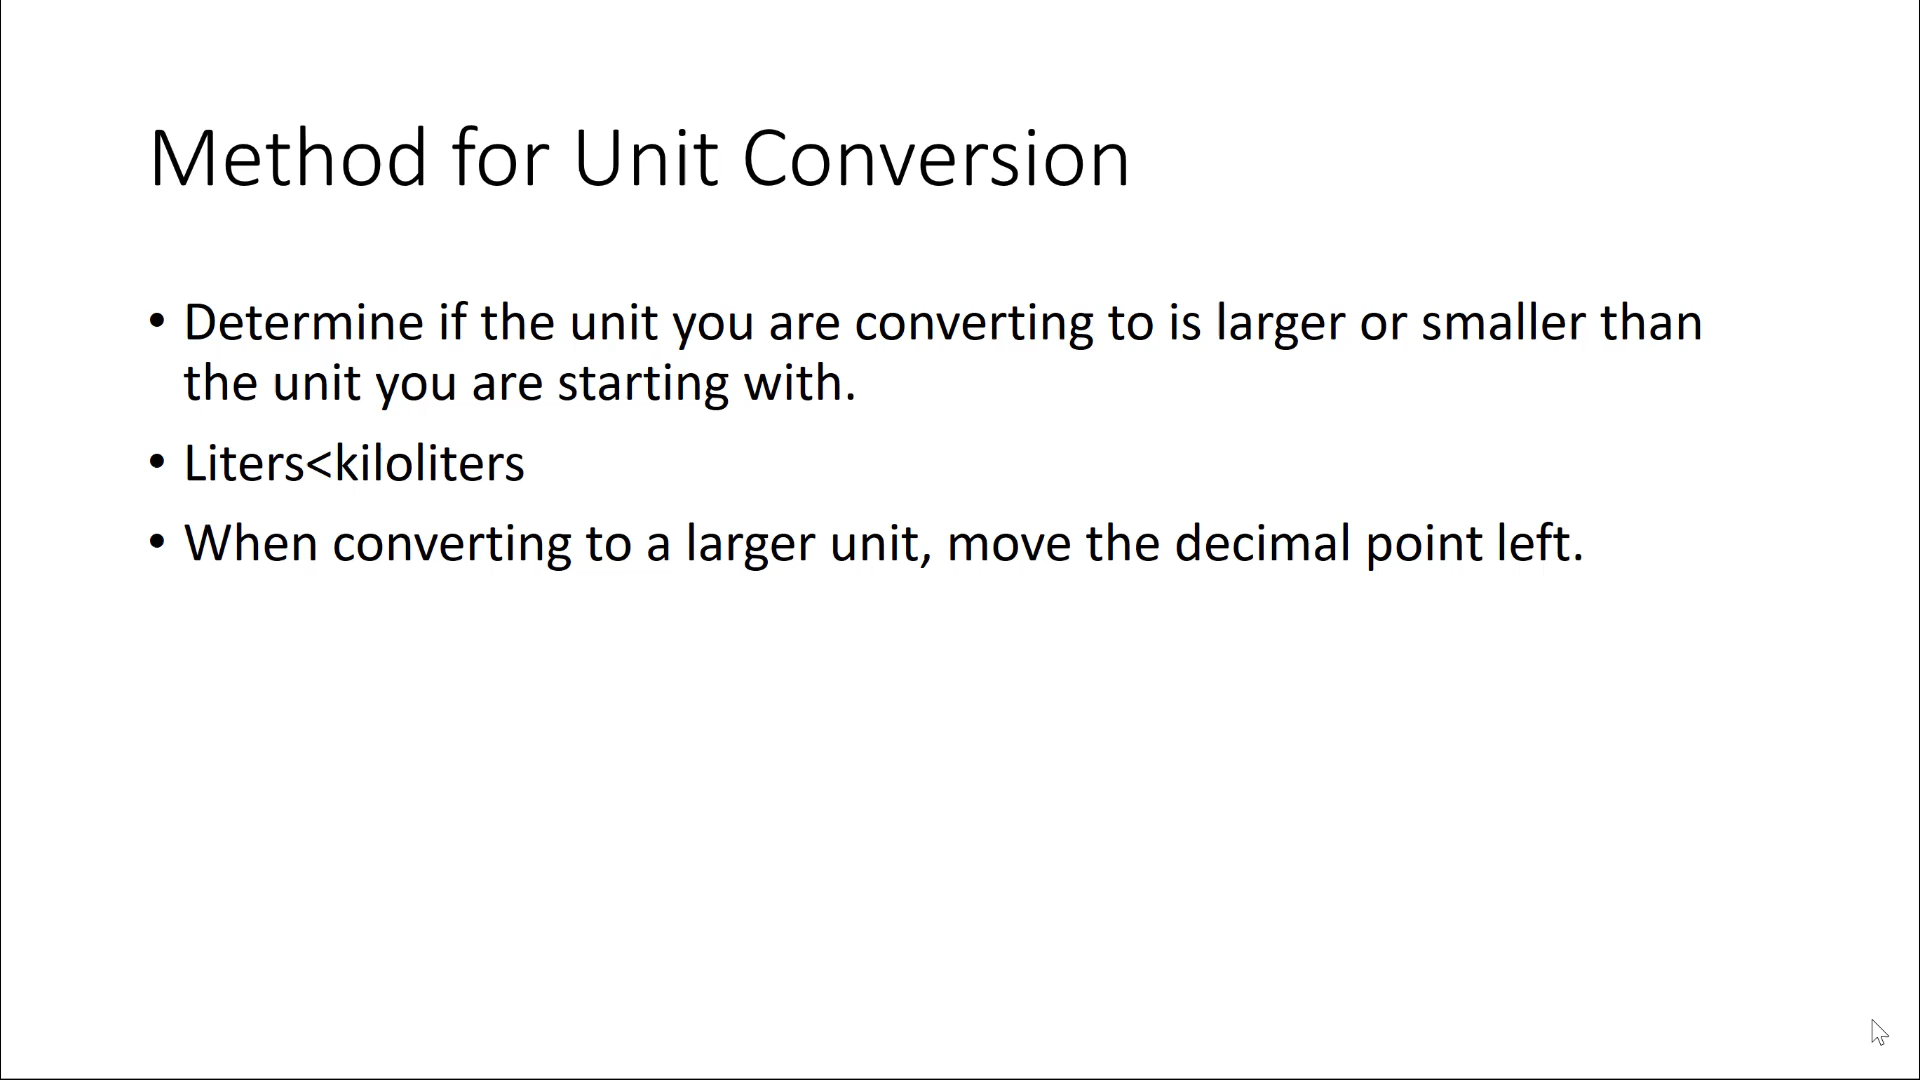 Method for Unit Conversion
• Determine if the unit you are converting to is larger or smaller than
the unit you are starting with.
• Liters<kiloliters
• When converting to a larger unit, move the decimal point left.